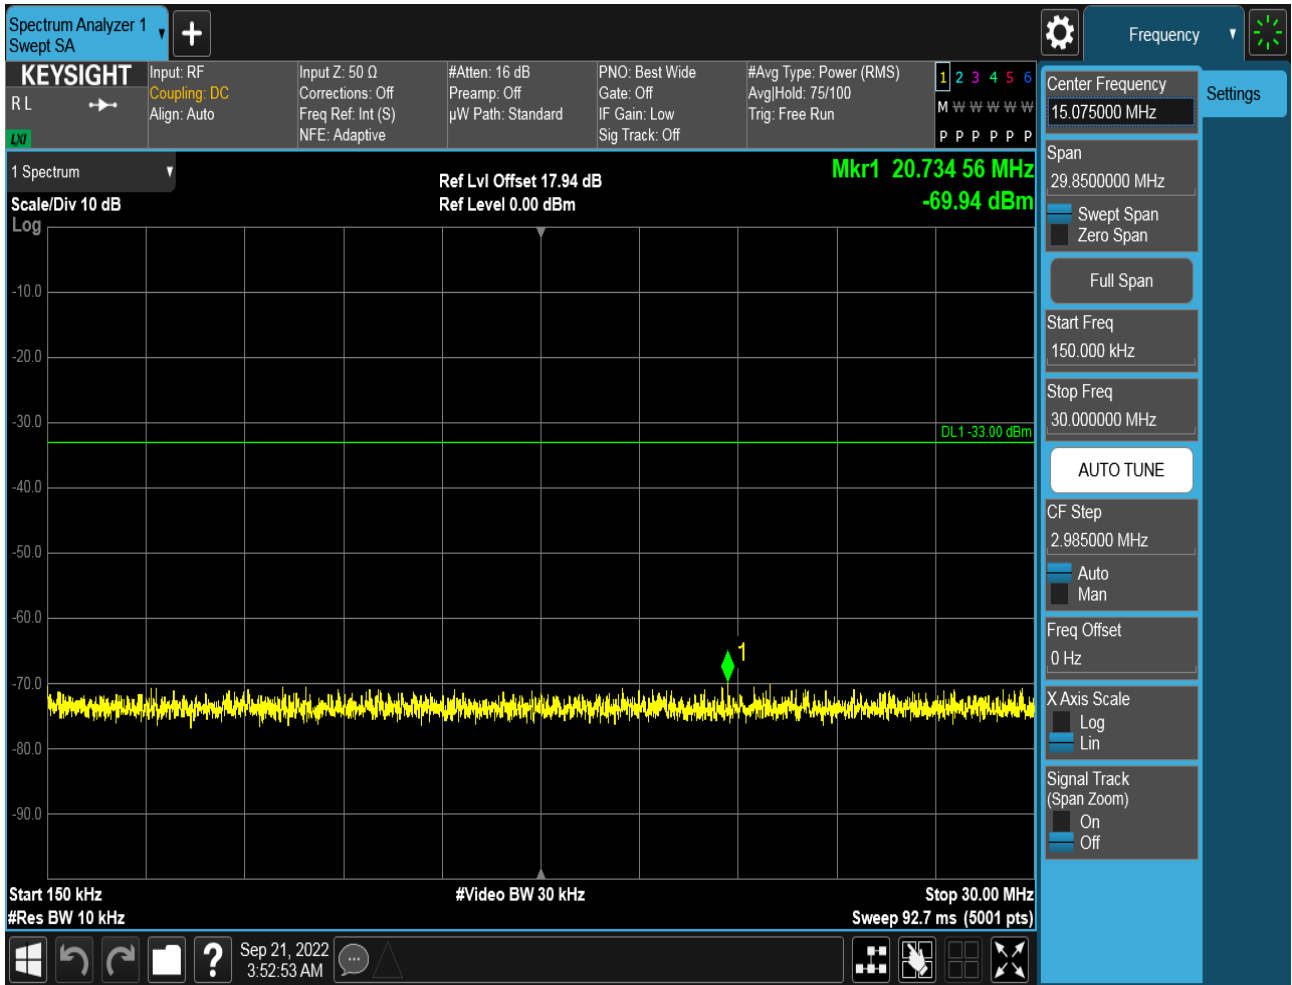 Spectrum Analyzer 1
Swept SA
Frequency
KEYSIGHT
R L
LXI
Input: RF
Coupling: DC
Align: Auto
Input Z: 50 Ω
Corrections: Off
Freq Ref: Int (S)
NFE: Adaptive
#Atten: 16 dB
Preamp: Off
µW Path: Standard
PNO: Best Wide
Gate: Off
IF Gain: Low
Sig Track: Off
#Avg Type: Power (RMS)
Avg|Hold: 75/100
Trig: Free Run
1 2 3 4 5 6
M W W W W W
P P P P P P
1 Spectrum
Scale/Div 10 dB
Log
Ref Lvl Offset 17.94 dB
Ref Level 0.00 dBm
Mkr1 20.734 56 MHz
-69.94 dBm
-10.0
-20.0
-30.0
DL1 -33.00 dBm
-40.0
-50.0
-60.0
1
-70.0
-80.0
-90.0
Start 150 kHz
#Res BW 10 kHz
#Video BW 30 kHz
Stop 30.00 MHz
Sweep 92.7 ms (5001 pts)
Center Frequency
15.075000 MHz
Settings
Span
29.8500000 MHz
Swept Span
Zero Span
Full Span
Start Freq
150.000 kHz
Stop Freq
30.000000 MHz
AUTO TUNE
CF Step
2.985000 MHz
Auto
Man
Freq Offset
0 Hz
X Axis Scale
Log
Lin
Signal Track
(Span Zoom)
On
Off
?
Sep 21, 2022
3:52:53 AM